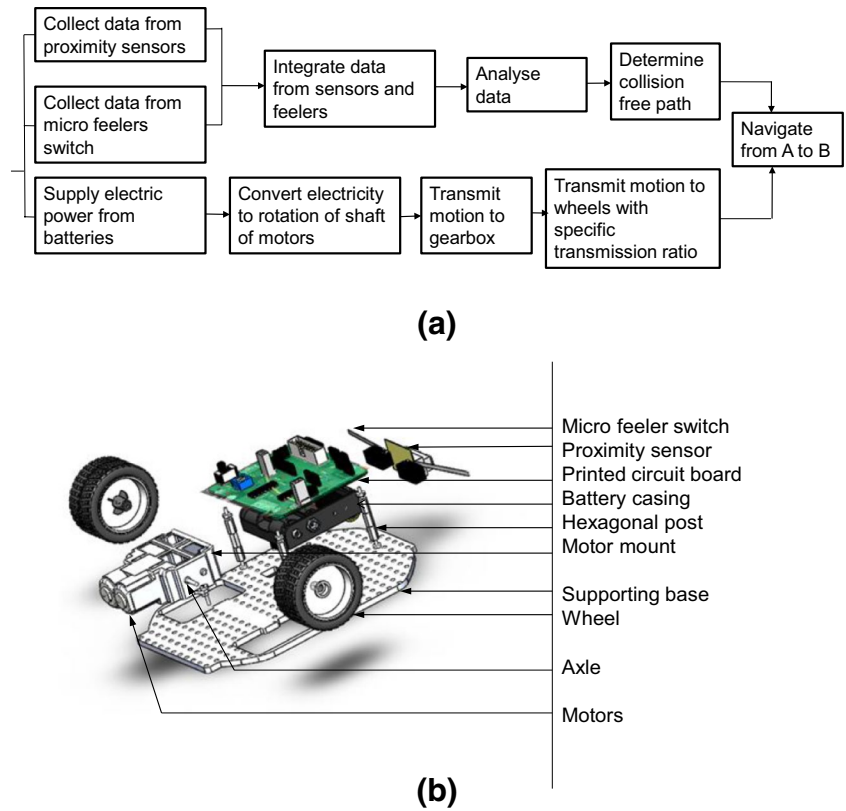 Collect data from
proximity sensors
Collect data from
micro feelers
switch
Integrate data
from sensors and
feelers
Analyse
data
Determine
collision
free path
Navigate
from A to B
Supply electric
power from
batteries
Convert electricity
to rotation of shaft
of motors
Transmit
motion to
gearbox
Transmit motion to
wheels with
specific
transmission ratio
(a)
Micro feeler switch
Proximity sensor
Printed circuit board
Battery casing
Hexagonal post
Motor mount
Supporting base
Wheel
Axle
Motors
(b)